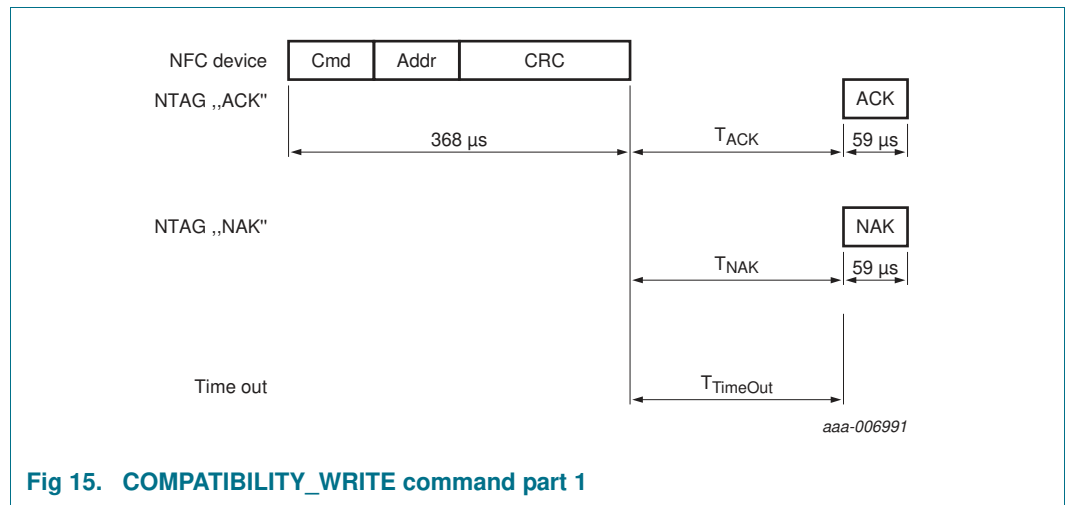 NFC device Cmd Addr CRC
NTAG ,,ACK" ACK
368 µs TACK 59 µs
NTAG ,,NAK" NAK
TNAK 59 µs
Time out TTimeOut
aaa-006991
Fig 15. COMPATIBILITY_WRITE command part 1